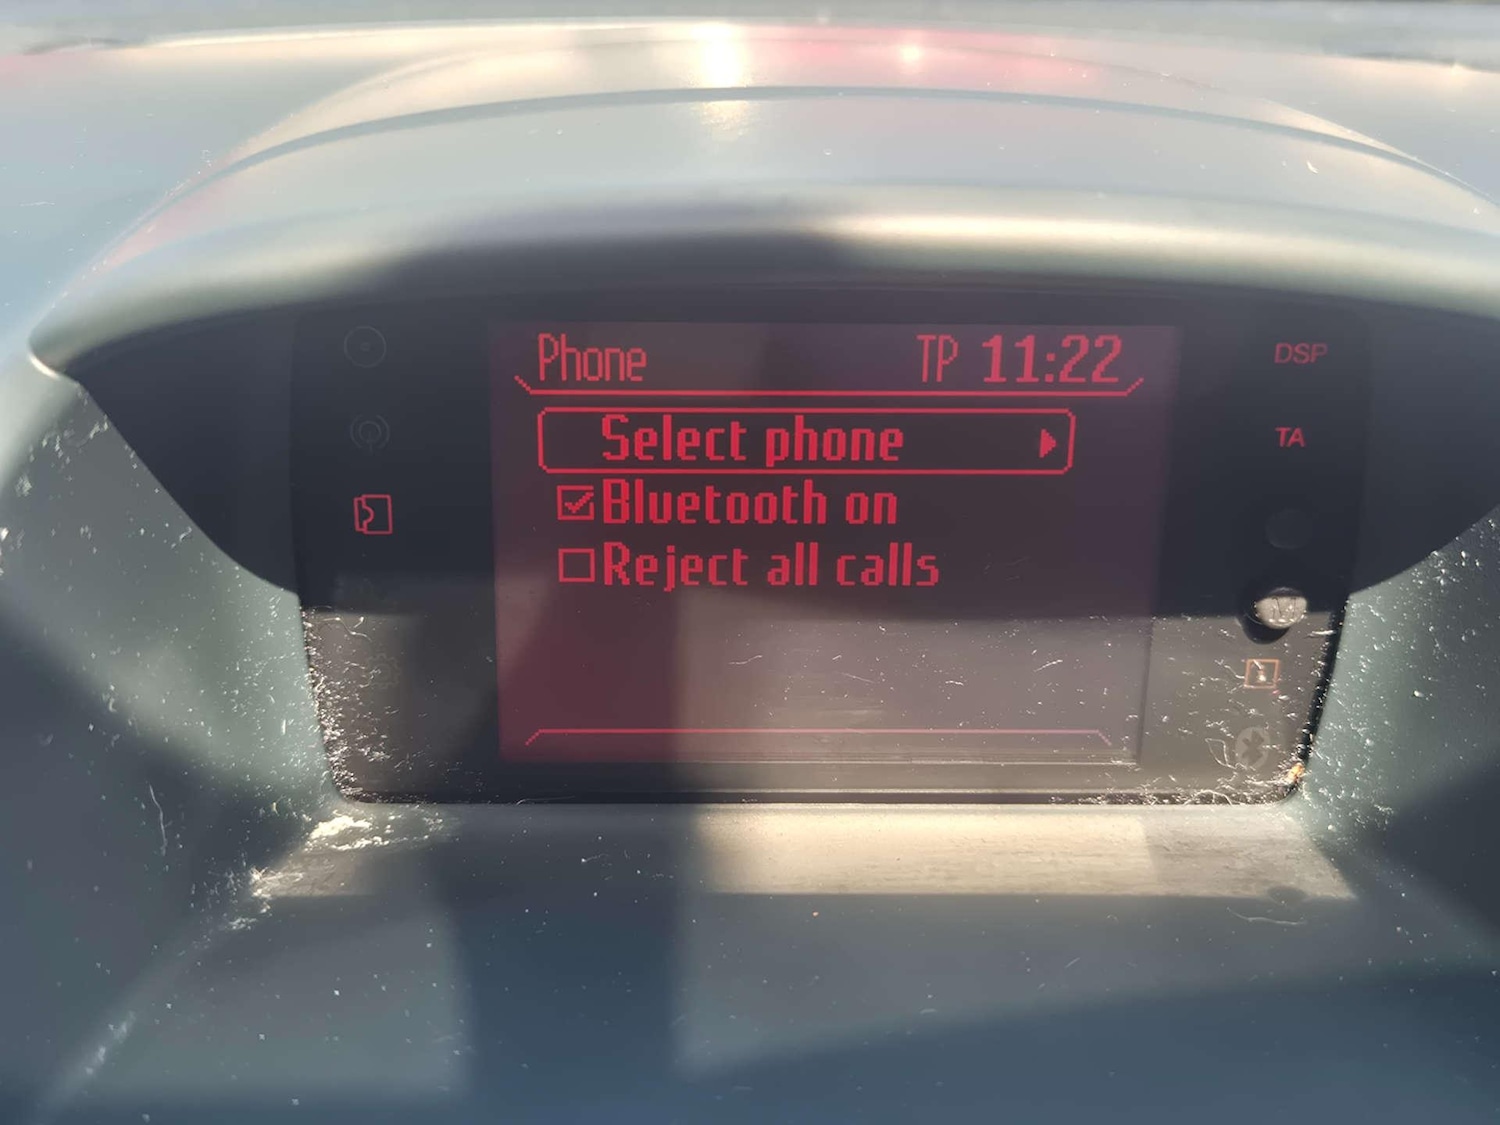 Phone TP 11:22
DSP
Select phone
TA
Bluetooth on
Reject all calls